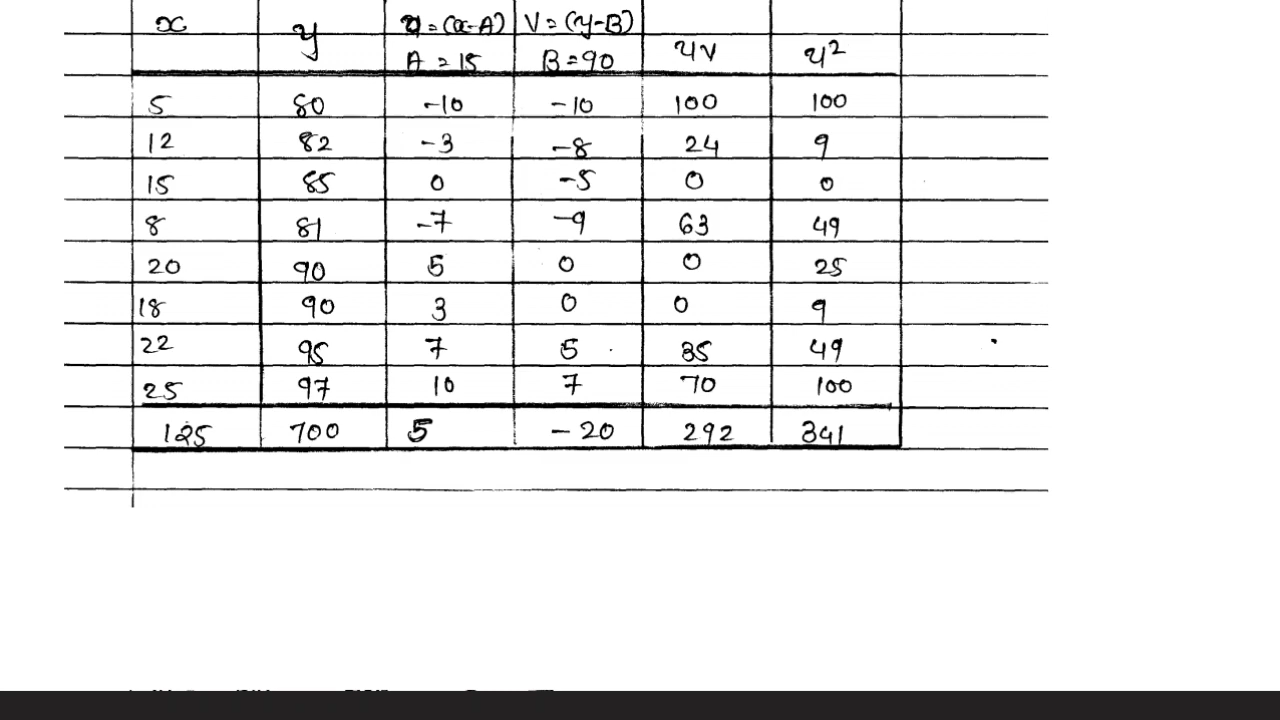 x y u=(x-A) V=(y-B) uv u²
A=15 B=90
5 80 -10 -10 100 100
12 82 -3 -8 24 9
15 85 0 -5 0 0
8 81 -7 -9 63 49
20 90 5 0 0 25
18 90 3 0 0 9
22 95 7 5 35 49
25 97 10 7 70 100
125 700 5 -20 292 341